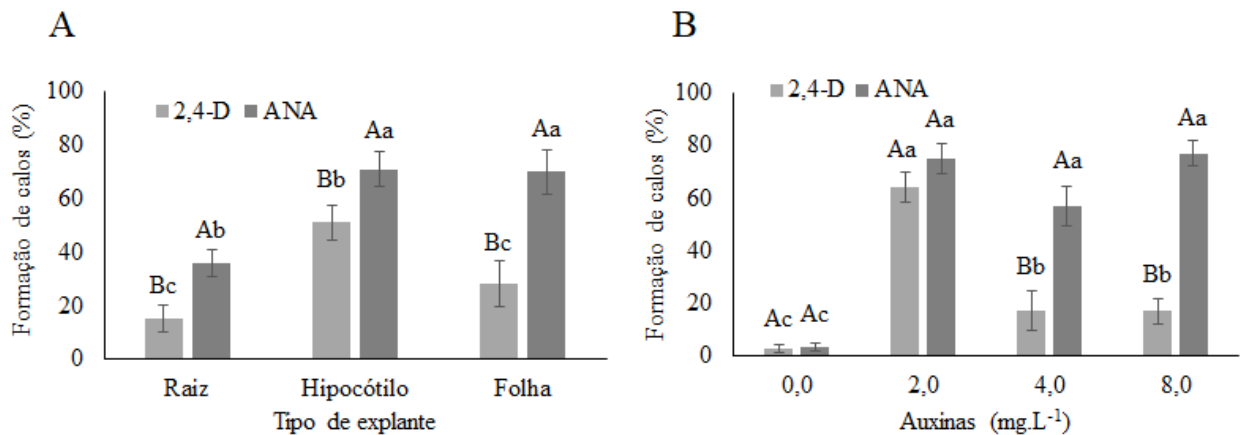 A
Formação de calos (%)
100
80
60
40
20
0
2,4-D ANA
Bc Ab Bb Aa Bc Aa
Raiz Hipocótilo Folha
Tipo de explante
B
Formação de calos (%)
100
80
60
40
20
0
2,4-D ANA
Ac Ac Aa Aa Bb Aa Bb Aa
0,0 2,0 4,0 8,0
Auxinas (mg.L⁻¹)